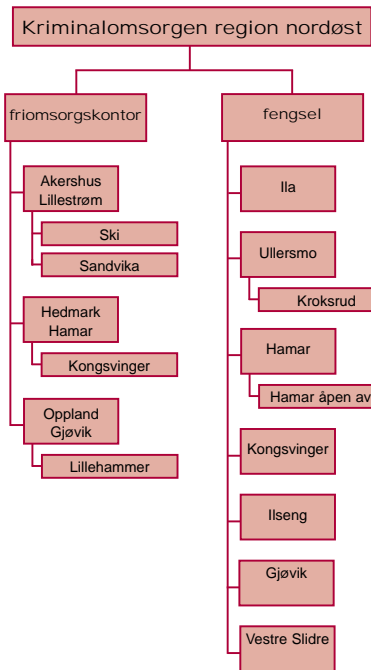 Kriminalomsorgen region nordøst
friomsorgskontor
Akershus
Lillestrøm
Ski
Sandvika
Hedmark
Hamar
Kongsvinger
Oppland
Gjøvik
Lillehammer
fengsel
Ila
Ullersmo
Kroksrud
Hamar
Hamar åpen av
Kongsvinger
Ilseng
Gjøvik
Vestre Slidre